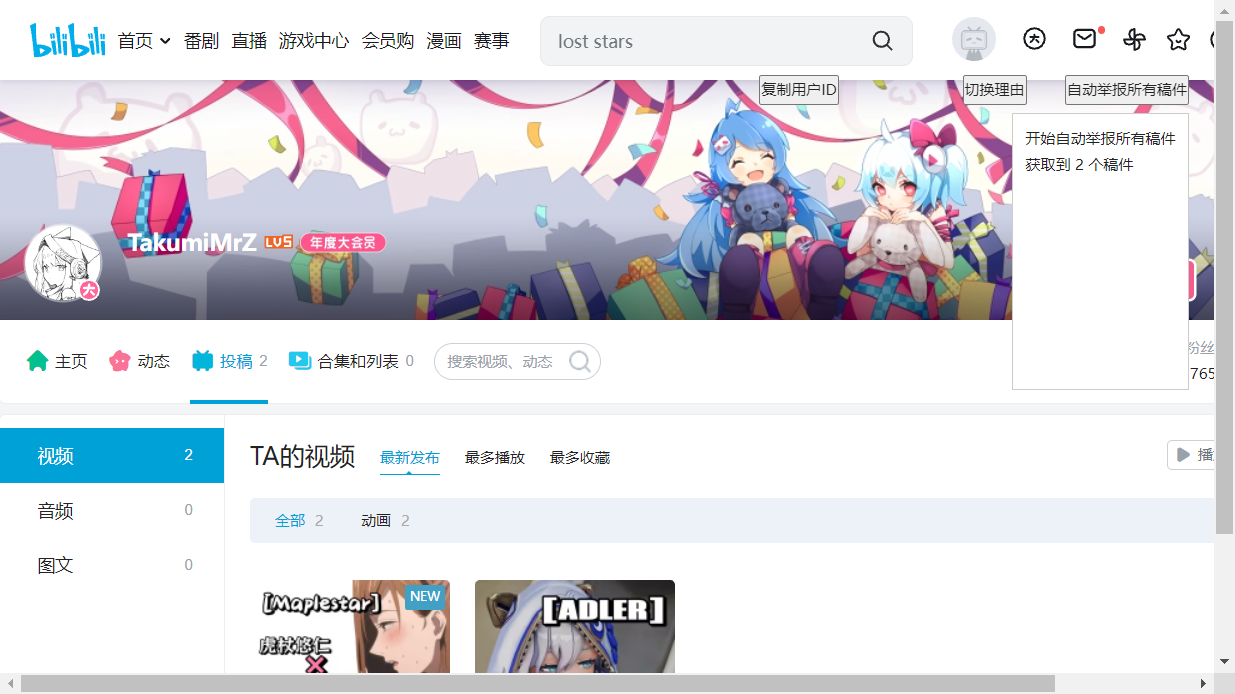 bilibili 首页 番剧 直播 游戏中心 会员购 漫画 赛事 lost stars
复制用户ID 切换理由 自动举报所有稿件
开始自动举报所有稿件
获取到 2 个稿件
TakumiMrZ LV5 年度大会员
大
主页 动态 投稿 2 合集和列表 0 搜索视频、动态 粉丝
765
视频 2
TA的视频 最新发布 最多播放 最多收藏 播
音频 0
全部 2 动画 2
图文 0
[Maplestar] NEW [ADLER]
虎杖悠仁